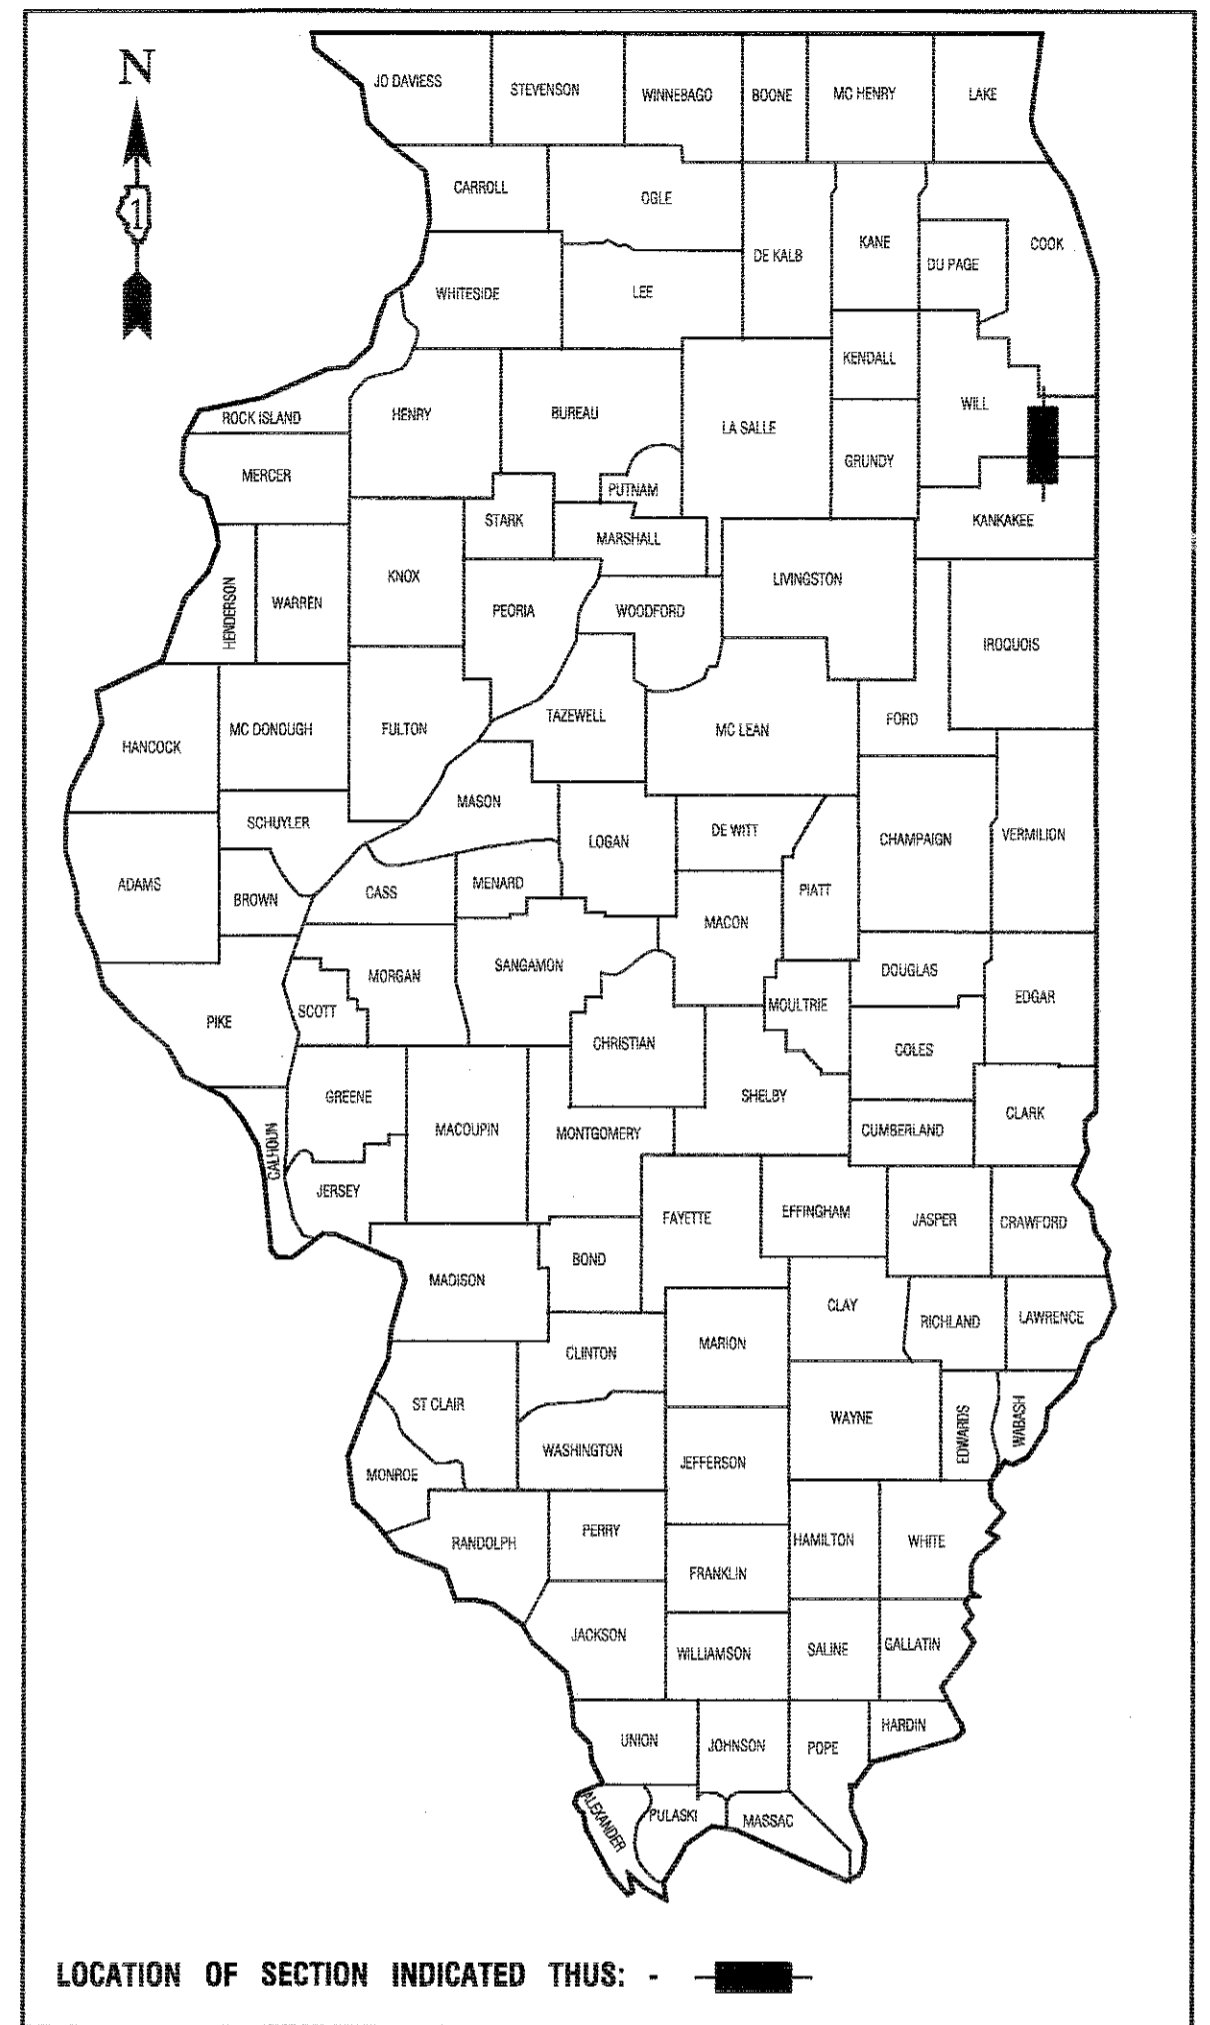 N
1
JO DAVIESS
STEVENSON
WINNEBAGO
BOONE
MC HENRY
LAKE
CARROLL
OGLE
DE KALB
KANE
DU PAGE
COOK
WHITESIDE
LEE
KENDALL
WILL
ROCK ISLAND
HENRY
BUREAU
LA SALLE
GRUNDY
MERCER
PUTNAM
STARK
MARSHALL
KANKAKEE
HENDERSON
WARREN
KNOX
PEORIA
WOODFORD
LIVINGSTON
IROQUOIS
HANCOCK
MC DONOUGH
FULTON
TAZEWELL
MC LEAN
FORD
SCHUYLER
MASON
LOGAN
DE WITT
CHAMPAIGN
VERMILION
ADAMS
BROWN
CASS
MENARD
PIATT
MACON
SANGAMON
MORGAN
SCOTT
PIKE
CHRISTIAN
MOULTRIE
DOUGLAS
EDGAR
COLES
SHELBY
GREENE
MACOUPIN
MONTGOMERY
CUMBERLAND
CLARK
CALHOUN
JERSEY
FAYETTE
EFFINGHAM
JASPER
CRAWFORD
MADISON
BOND
CLAY
RICHLAND
LAWRENCE
CLINTON
MARION
ST CLAIR
WAYNE
EDWARDS
WABASH
WASHINGTON
JEFFERSON
MONROE
RANDOLPH
PERRY
HAMILTON
WHITE
FRANKLIN
JACKSON
WILLIAMSON
SALINE
GALLATIN
UNION
JOHNSON
POPE
HARDIN
ALEXANDER
PULASKI
MASSAC
LOCATION OF SECTION INDICATED THUS: -